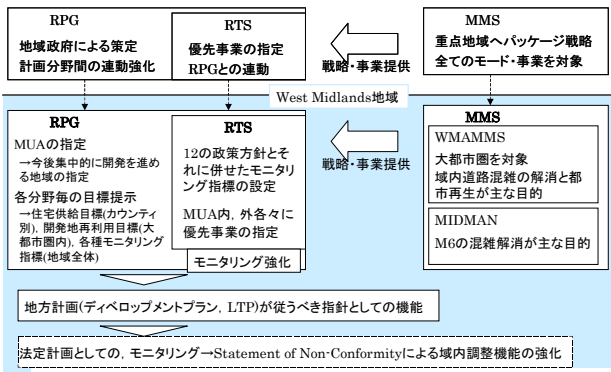 RPG
地域政府による策定
計画分野間の連動強化
RTS
優先事業の指定
RPGとの連動
戦略・事業提供
MMS
重点地域へパッケージ戦略
全てのモード・事業を対象
West Midlands地域
RPG
MUAの指定
→今後集中的に開発を進め
る地域の指定
各分野毎の目標提示
→住宅供給目標(カウンティ
別), 開発地再利用目標(大
都市圏内), 各種モニタリング
指標(地域全体)
RTS
12の政策方針とそ
れに併せたモニタ
リング指標の設定
MUA内, 外各々に
優先事業の指定
モニタリング強化
戦略・事業提供
MMS
WMAMMS
大都市圏を対象
域内道路混雑の解消と都
市再生が主な目的
MIDMAN
M6の混雑解消が主な目的
地方計画(ディベロップメントプラン, LTP)が従うべき指針としての機能
法定計画としての, モニタリング→Statement of Non-Conformityによる域内調整機能の強化